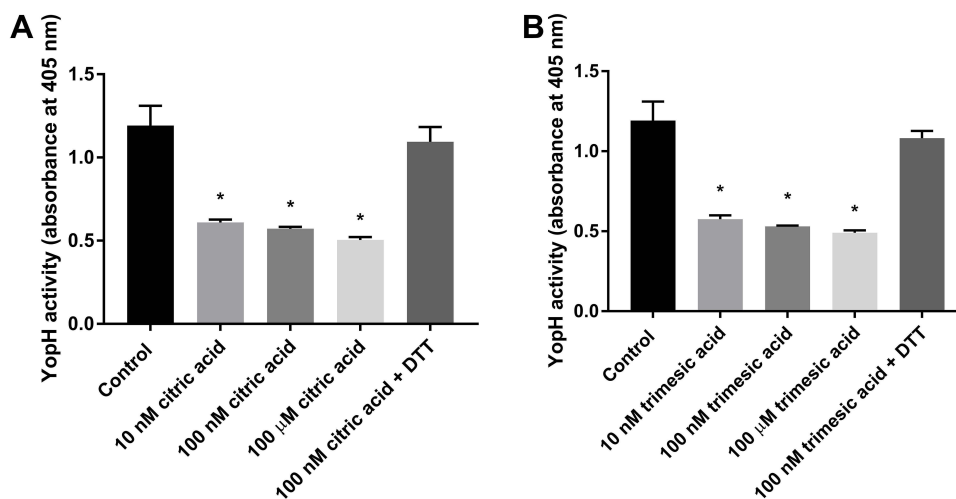 A
YopH activity (absorbance at 405 nm)
1.5
1.0
0.5
0.0
*
*
*
Control
10 nM citric acid
100 nM citric acid
100 μM citric acid
100 nM citric acid + DTT
B
YopH activity (absorbance at 405 nm)
1.5
1.0
0.5
0.0
*
*
*
Control
10 nM trimesic acid
100 nM trimesic acid
100 μM trimesic acid
100 nM trimesic acid + DTT